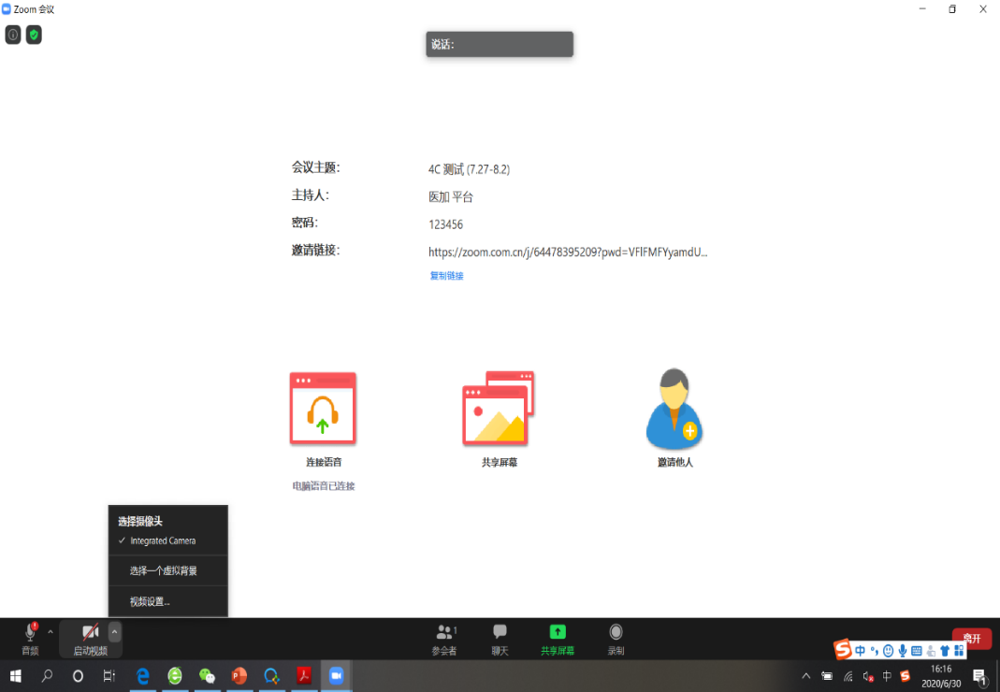 Zoom 会议
说话:
会议主题:
4C 测试 (7.27-8.2)
主持人:
医加 平台
密码:
123456
邀请链接:
https://zoom.com.cn/j/64478395209?pwd=VFlFMFYyamdU...
复制链接
连接语音
共享屏幕
邀请他人
电脑语音已连接
选择摄像头
✓ Integrated Camera
选择一个虚拟背景
视频设置...
音频
启动视频
1
参会者
聊天
共享屏幕
录制
离开
中
中
16:16
2020/6/30
1